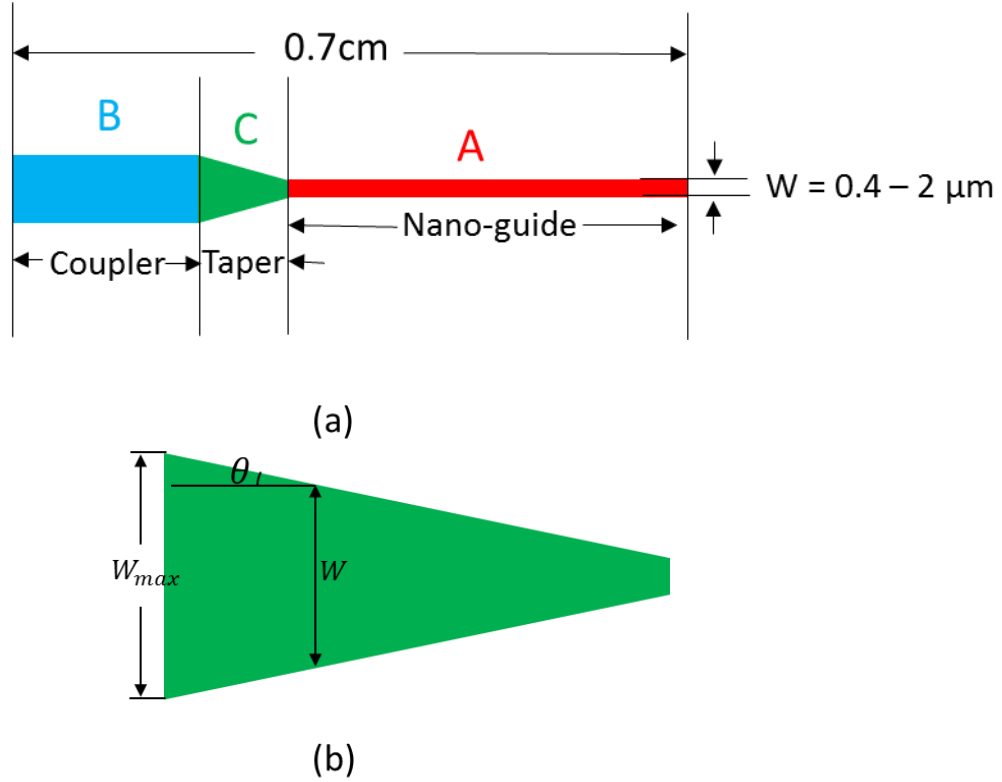 0.7cm
B
C
A
W = 0.4 – 2 μm
Nano-guide
Coupler
Taper
(a)
θ
W
W_max
(b)